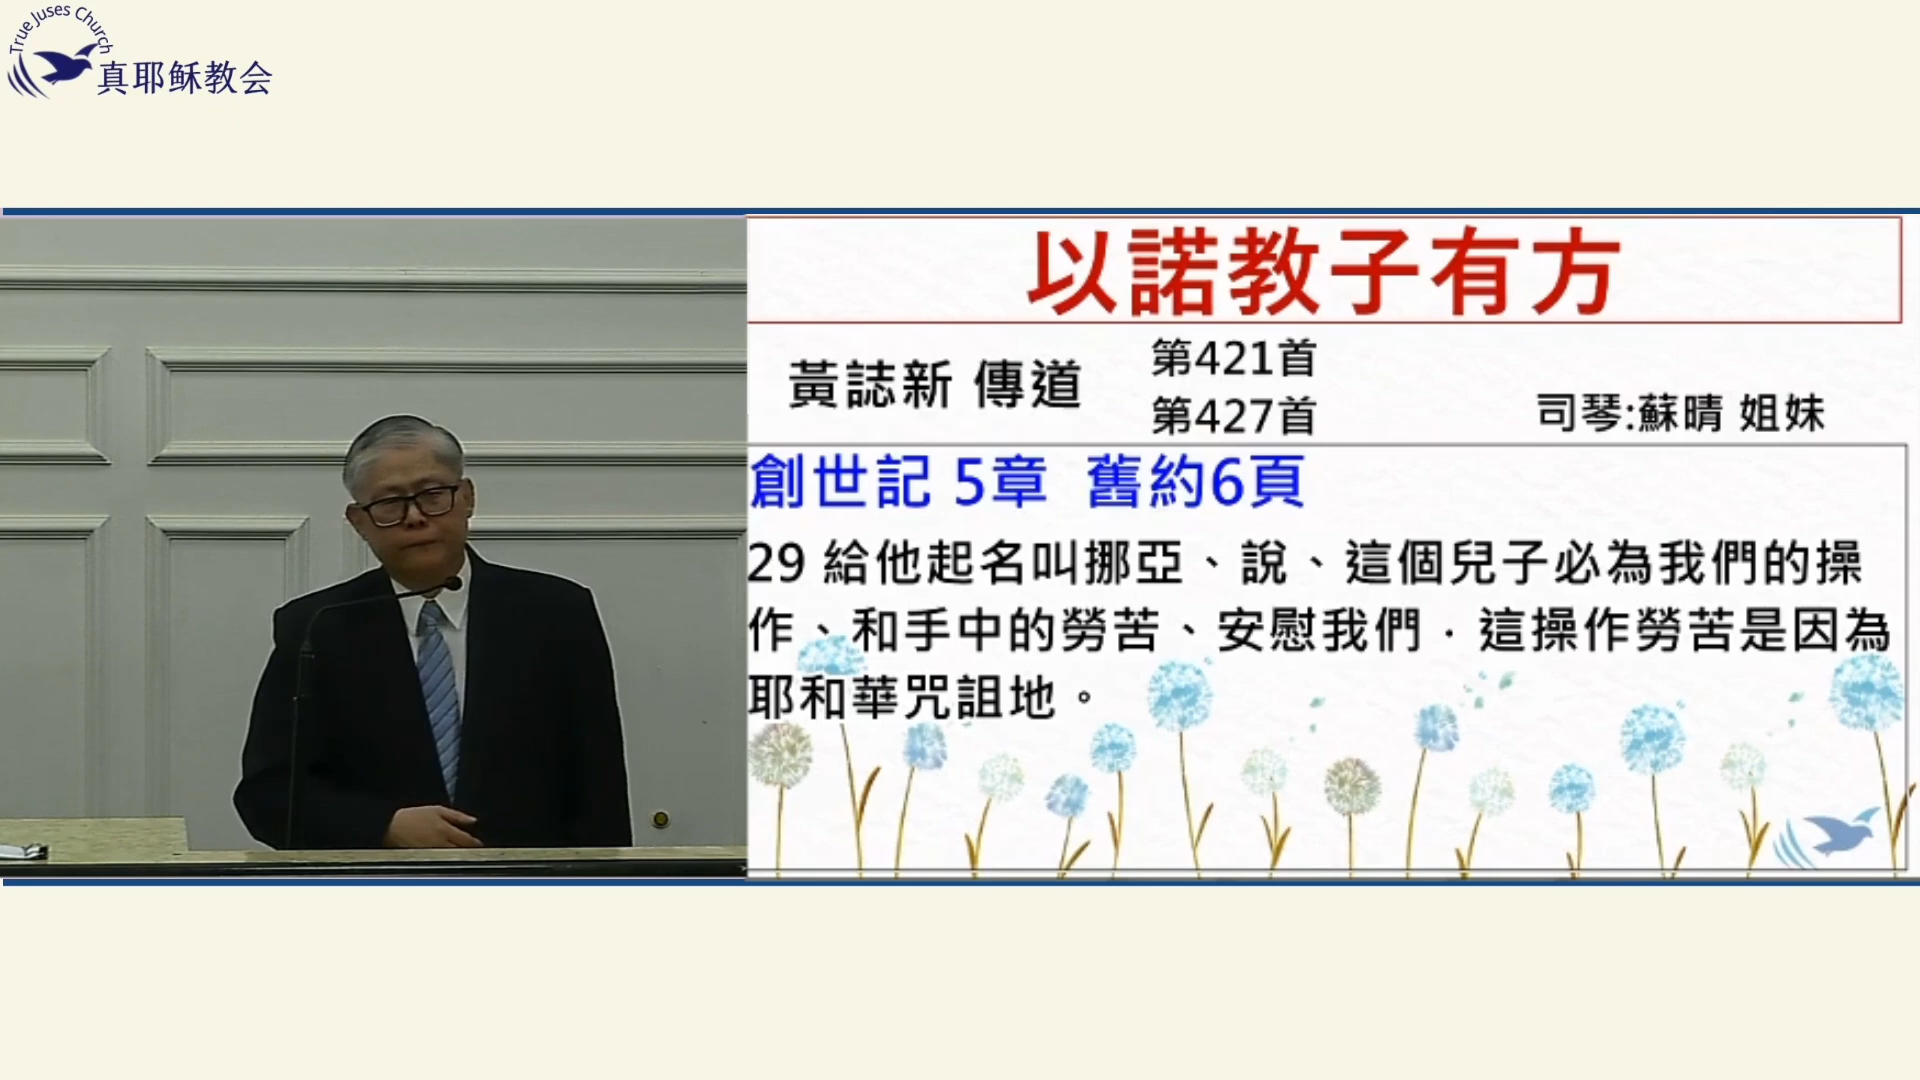 True Juses Church
真耶稣教会
以諾教子有方
黃誌新 傳道
第421首
第427首
司琴:蘇晴 姐妹
創世記 5章 舊約6頁
29 給他起名叫挪亞、說、這個兒子必為我們的操
作、和手中的勞苦、安慰我們．這操作勞苦是因為
耶和華咒詛地。